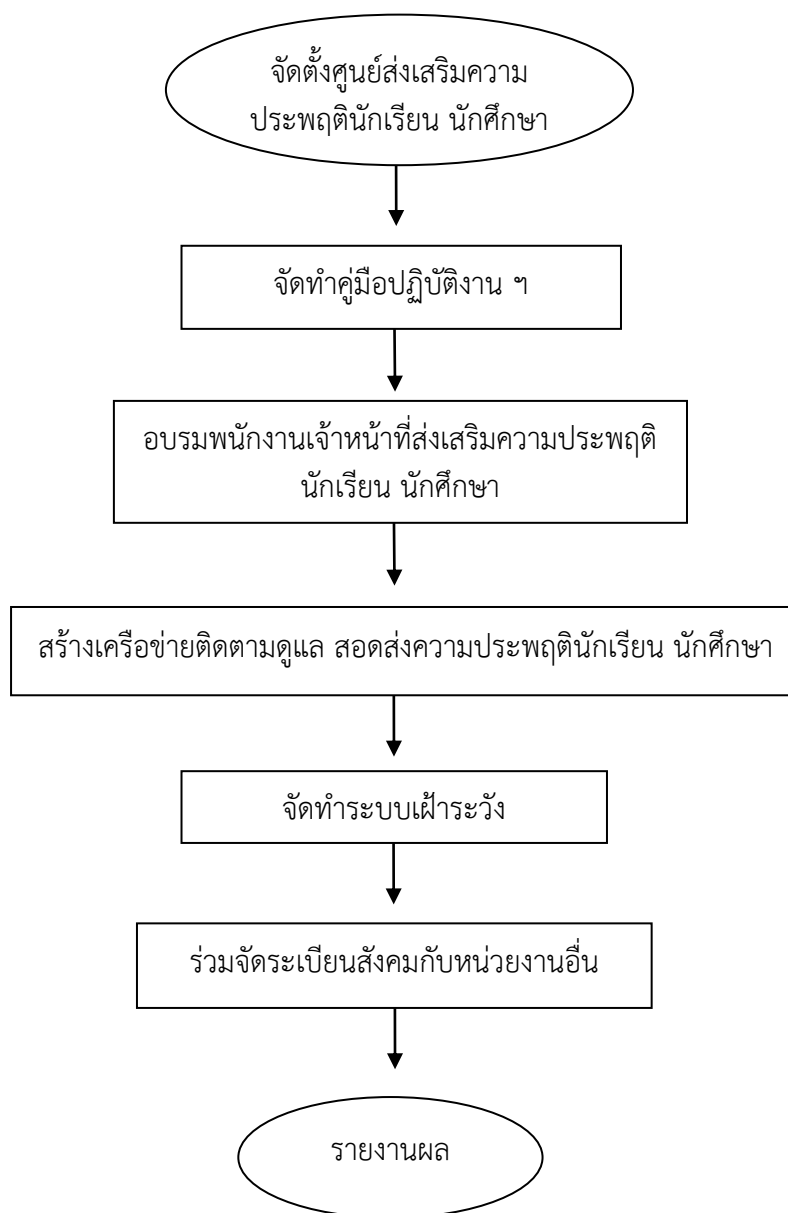 จัดตั้งศูนย์ส่งเสริมความ
ประพฤตินักเรียน นักศึกษา
จัดทำคู่มือปฏิบัติงาน ฯ
อบรมพนักงานเจ้าหน้าที่ส่งเสริมความประพฤติ
นักเรียน นักศึกษา
สร้างเครือข่ายติดตามดูแล สอดส่งความประพฤตินักเรียน นักศึกษา
จัดทำระบบเฝ้าระวัง
ร่วมจัดระเบียนสังคมกับหน่วยงานอื่น
รายงานผล